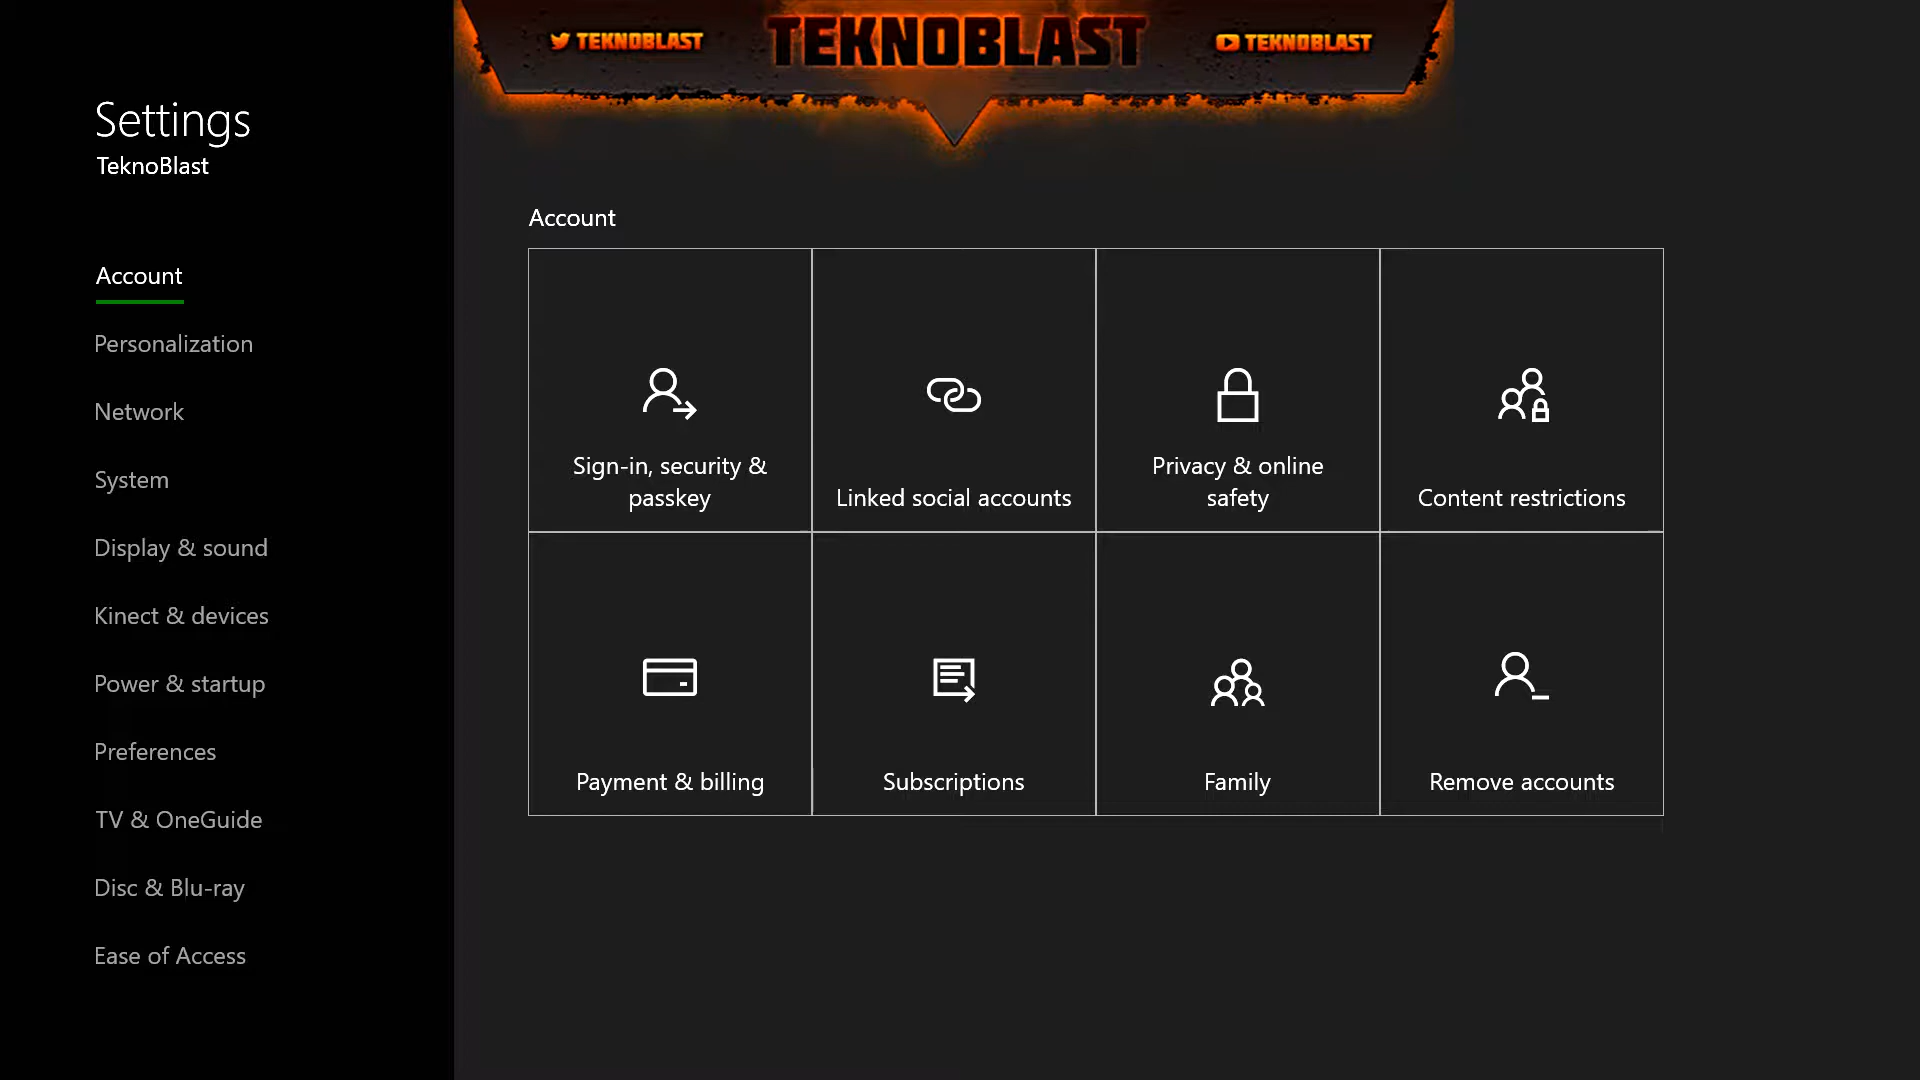 TEKNOBLAST
TEKNOBLAST
TEKNOBLAST
Settings
TeknoBlast
Account
Personalization
Network
System
Display & sound
Kinect & devices
Power & startup
Preferences
TV & OneGuide
Disc & Blu-ray
Ease of Access
Account
Sign-in, security &
passkey
Linked social accounts
Privacy & online
safety
Content restrictions
Payment & billing
Subscriptions
Family
Remove accounts